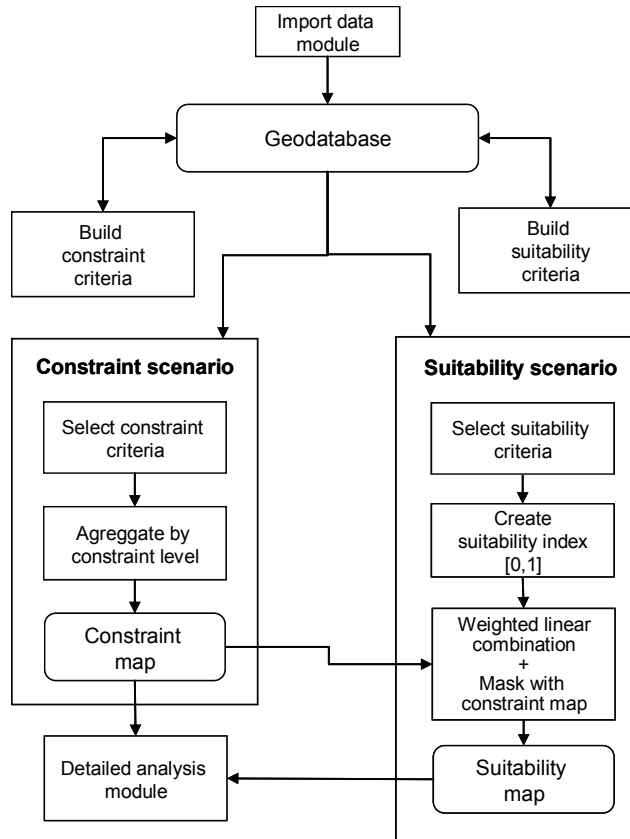 Import data
module
Geodatabase
Build
constraint
criteria
Build
suitability
criteria
Constraint scenario
Select constraint
criteria
Agreggate by
constraint level
Constraint
map
Detailed analysis
module
Suitability scenario
Select suitability
criteria
Create
suitability index
[0,1]
Weighted linear
combination
+
Mask with
constraint map
Suitability
map